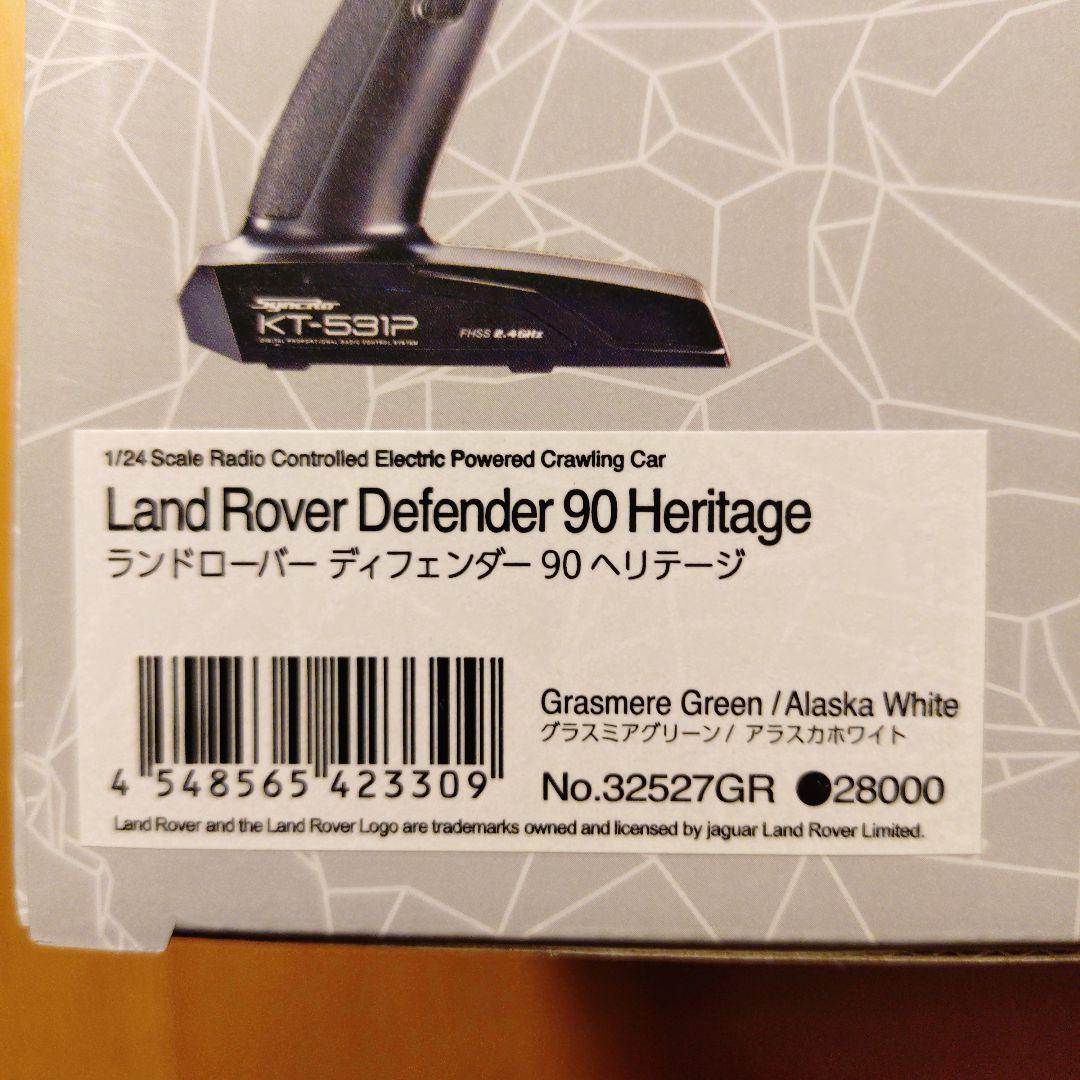 Syncro
KT-531P
DIGITAL PROPORTIONAL RADIO CONTROL SYSTEM
FHSS 2.4GHz
1/24 Scale Radio Controlled Electric Powered Crawling Car
Land Rover Defender 90 Heritage
ランドローバー ディフェンダー 90 ヘリテージ
Grasmere Green / Alaska White
グラスミアグリーン / アラスカホワイト
4 548565 423309
No.32527GR ●28000
Land Rover and the Land Rover Logo are trademarks owned and licensed by jaguar Land Rover Limited.